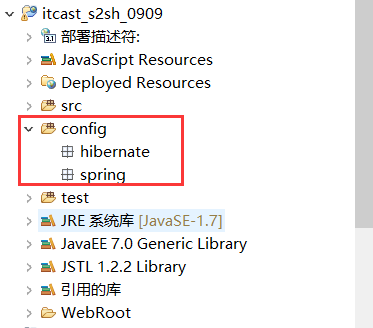 itcast_s2sh_0909
部署描述符:
JavaScript Resources
Deployed Resources
src
config
hibernate
spring
test
JRE 系统库 [JavaSE-1.7]
JavaEE 7.0 Generic Library
JSTL 1.2.2 Library
引用的库
WebRoot